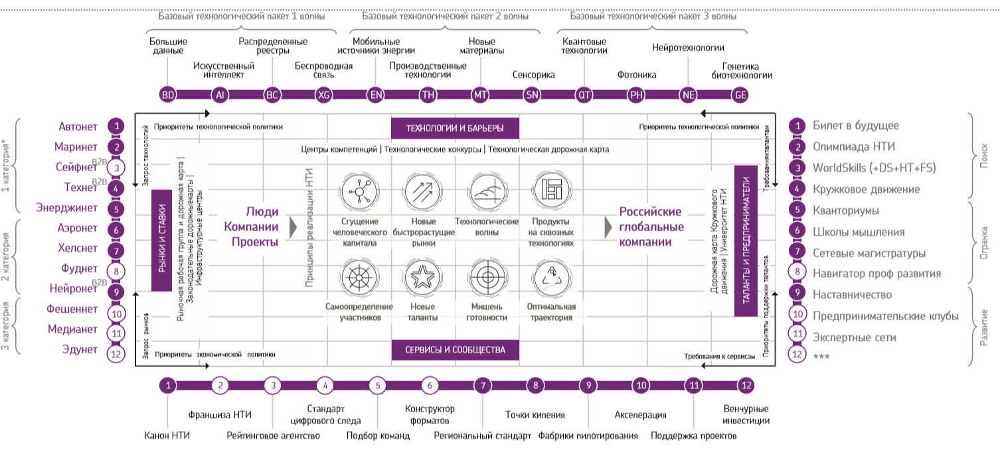 Базовый технологический пакет 1 волны
Базовый технологический пакет 2 волны
Базовый технологический пакет 3 волны
Большие
данные
Искусственный
интеллект
Распределенные
реестры
Беспроводная
связь
Мобильные
источники энергии
Производственные
технологии
Новые
материалы
Сенсорика
Квантовые
технологии
Фотоника
Нейротехнологии
Генетика
биотехнологии
BD
AI
BC
XG
EN
TH
MT
SN
QT
PH
NE
GE
1 категория*
2 категория
3 категория
Автонет 1
Маринет 2
B2B
Сейфнет 3
B2B
Технет 4
Энерджинет 5
Аэронет 6
Хелснет 7
Фуднет 8
B2B
Нейронет 9
Фешеннет 10
Медианет 11
Эдунет 12
Приоритеты технологической политики
ТЕХНОЛОГИИ И БАРЬЕРЫ
Приоритеты технологической политики
Центры компетенций | Технологические конкурсы | Технологическая дорожная карта
Запрос технологий
Запрос рынков
РЫНКИ И СТАВКИ
Рыночная рабочая группа и дорожная карта |
Законодательные дорожныекарты |
Инфраструктурные центры
Люди
Компании
Проекты
Принципы реализации НТИ
Сгущение
человеческого
капитала
Новые
быстрорастущие
рынки
Технологические
волны
Продукты
на сквозных
технологиях
Самоопределение
участников
Новые
таланты
Мишень
готовности
Оптимальная
траектория
Российские
глобальные
компании
Дорожная карта Кружкового
движения | Университет НТИ
ТАЛАНТЫ И ПРЕДПРИНИМАТЕЛИ
Требованияkталантам
Приоритеты поддержки талантов
Приоритеты экономической политики
СЕРВИСЫ И СООБЩЕСТВА
Требования к сервисам
1 Билет в будущее
2 Олимпиада НТИ
3 WorldSkills (+DS+HT+FS)
4 Кружковое движение
5 Кванториумы
6 Школы мышления
7 Сетевые магистратуры
8 Навигатор проф развития
9 Наставничество
10 Предпринимательские клубы
11 Экспертные сети
12 ***
Поиск
Огранка
Развитие
1
2
3
4
5
6
7
8
9
10
11
12
Канон НТИ
Франшиза НТИ
Рейтинговое агентство
Стандарт
цифрового следа
Подбор команд
Конструктор
форматов
Региональный стандарт
Точки кипения
Фабрики пилотирования
Акселерация
Поддержка проектов
Венчурные
инвестиции